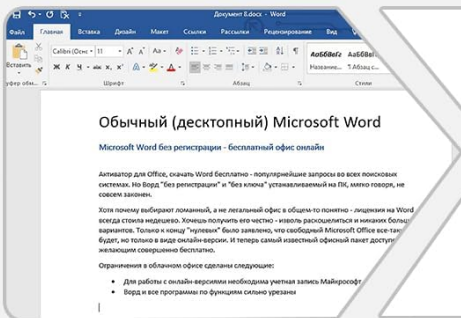 Документ8.docx - Word
Файл Главная Вставка Дизайн Макет Ссылки Рассылки Рецензирование Вид
Вставить
Calibri (Осно 11
Ж К Ч
АаБбВвГг АаБбВвГ
Название... 1 Абзац с...
Шрифт Абзац Стили
Обычный (десктопный) Microsoft Word
Microsoft Word без регистрации - бесплатный офис онлайн
Активатор для Office, скачать Word бесплатно - популярнейшие запросы во всех поисковых
системах. Но Ворд "без регистрации" и "без ключа" устанавливаемый на ПК, мягко говоря, не
совсем законен.
Хотя почему выбирают ломанный, а не легальный офис в общем-то понятно - лицензия на Word
всегда стоила недешево. Хочешь получить его честно - изволь раскошелиться и никаких больше
вариантов. Только к концу "нулевых" было заявлено, что свободный Microsoft Office все-так
будет, но только в виде онлайн-версии. И теперь самый известный офисный пакет доступ
желающим совершенно бесплатно.
Ограничения в облачном офисе сделаны следующие:
• Для работы с онлайн-версиями необходима учетная запись Майкрософт
• Ворд и все программы по функциям сильно урезаны